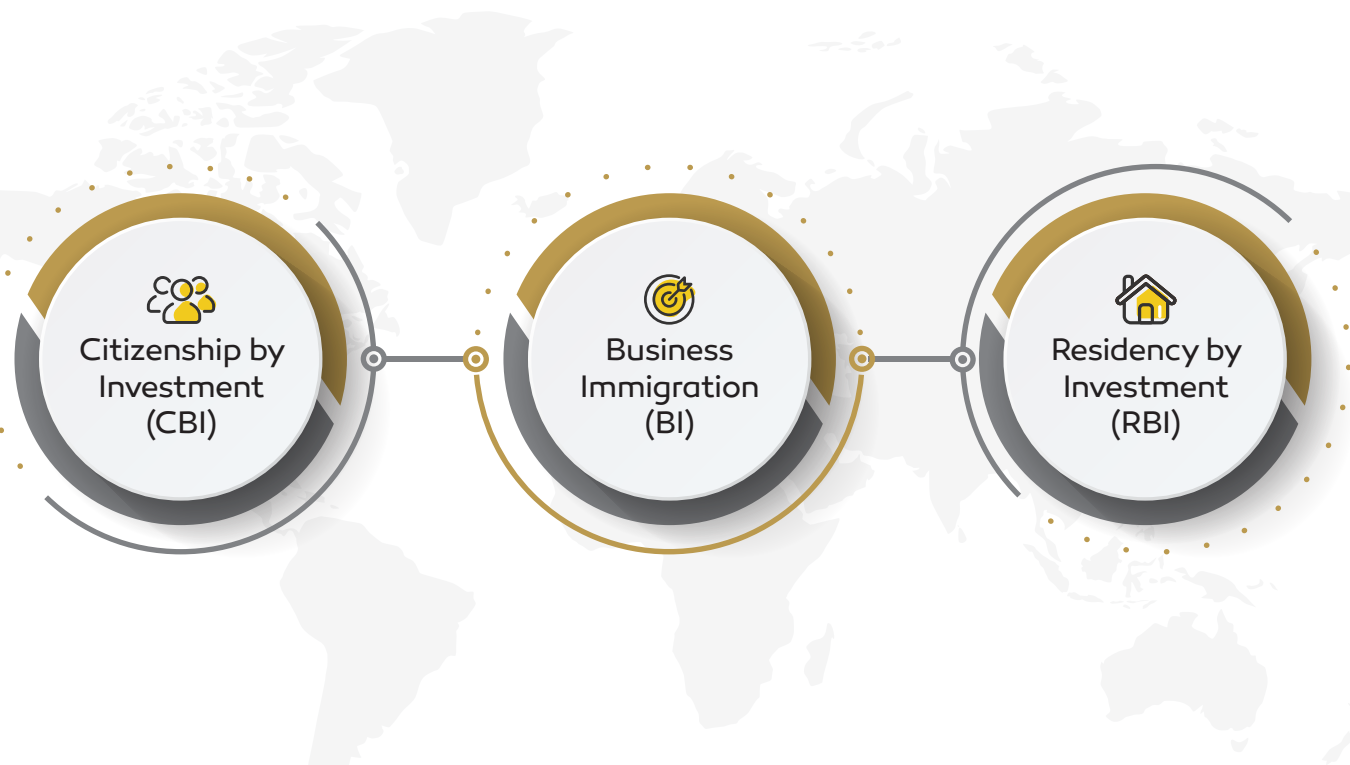 Citizenship by
Investment
(CBI)
Business
Immigration
(BI)
Residency by
Investment
(RBI)